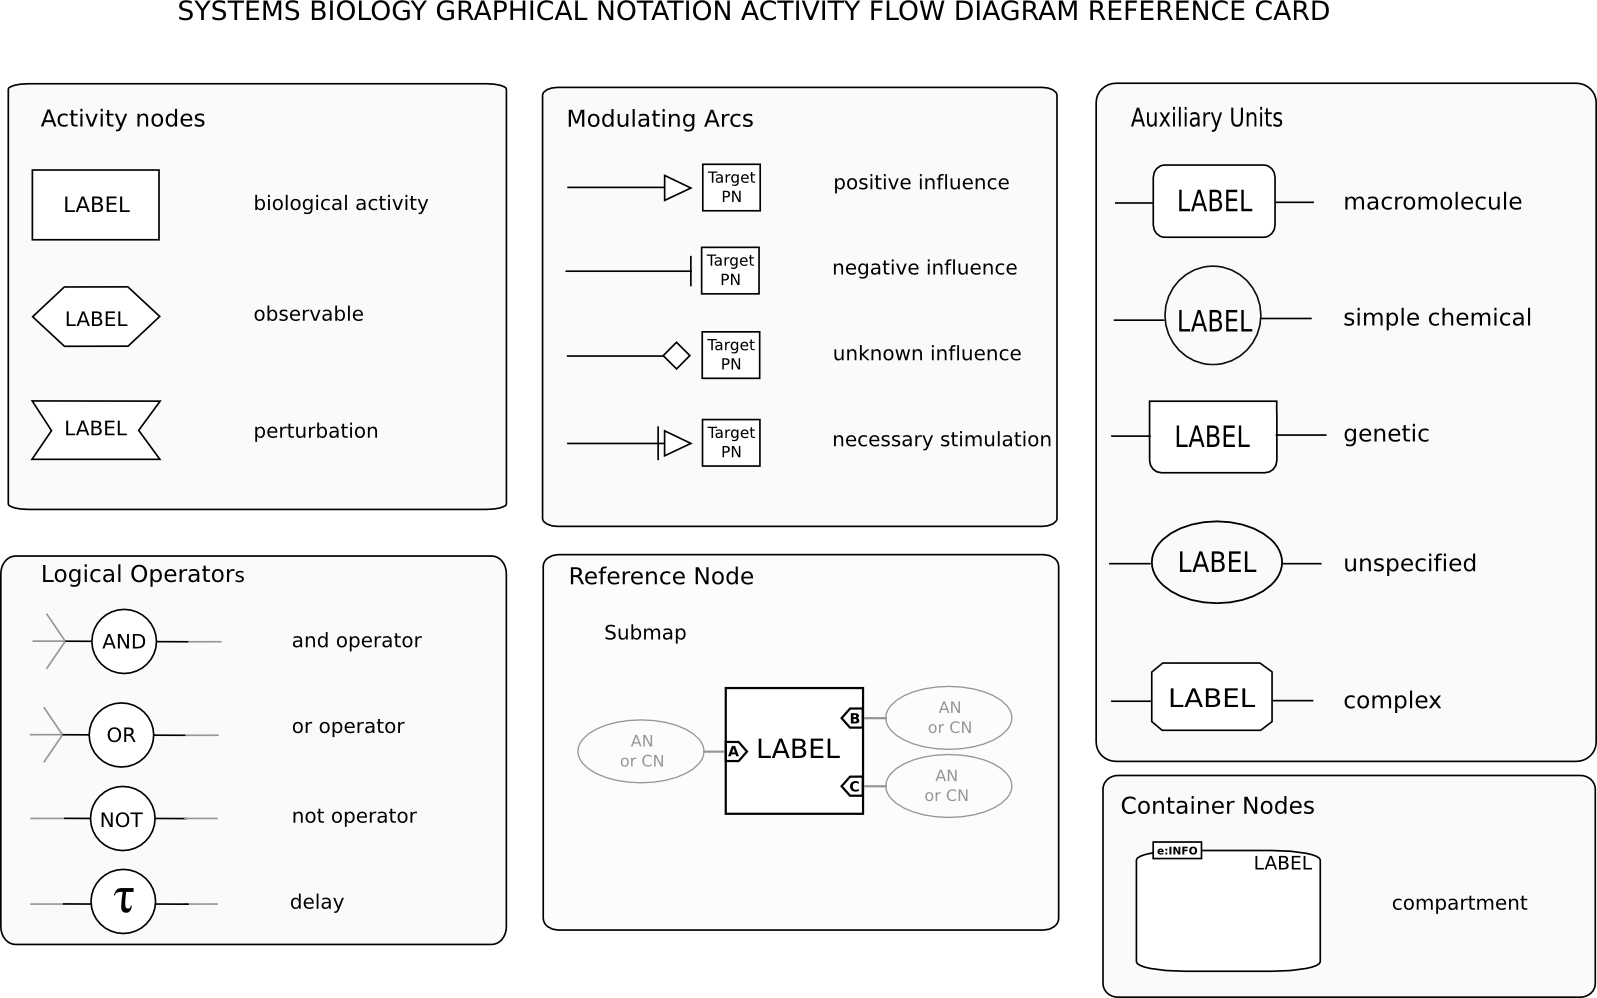 SYSTEMS BIOLOGY GRAPHICAL NOTATION ACTIVITY FLOW DIAGRAM REFERENCE CARD
Activity nodes
LABEL
biological activity
LABEL
observable
LABEL
perturbation
Modulating Arcs
Target
PN
positive influence
Target
PN
negative influence
Target
PN
unknown influence
Target
PN
necessary stimulation
Auxiliary Units
LABEL
macromolecule
LABEL
simple chemical
LABEL
genetic
LABEL
unspecified
LABEL
complex
Logical Operators
AND
and operator
OR
or operator
NOT
not operator
τ
delay
Reference Node
Submap
AN
or CN
A
LABEL
B
AN
or CN
C
AN
or CN
Container Nodes
e:INFO
LABEL
compartment